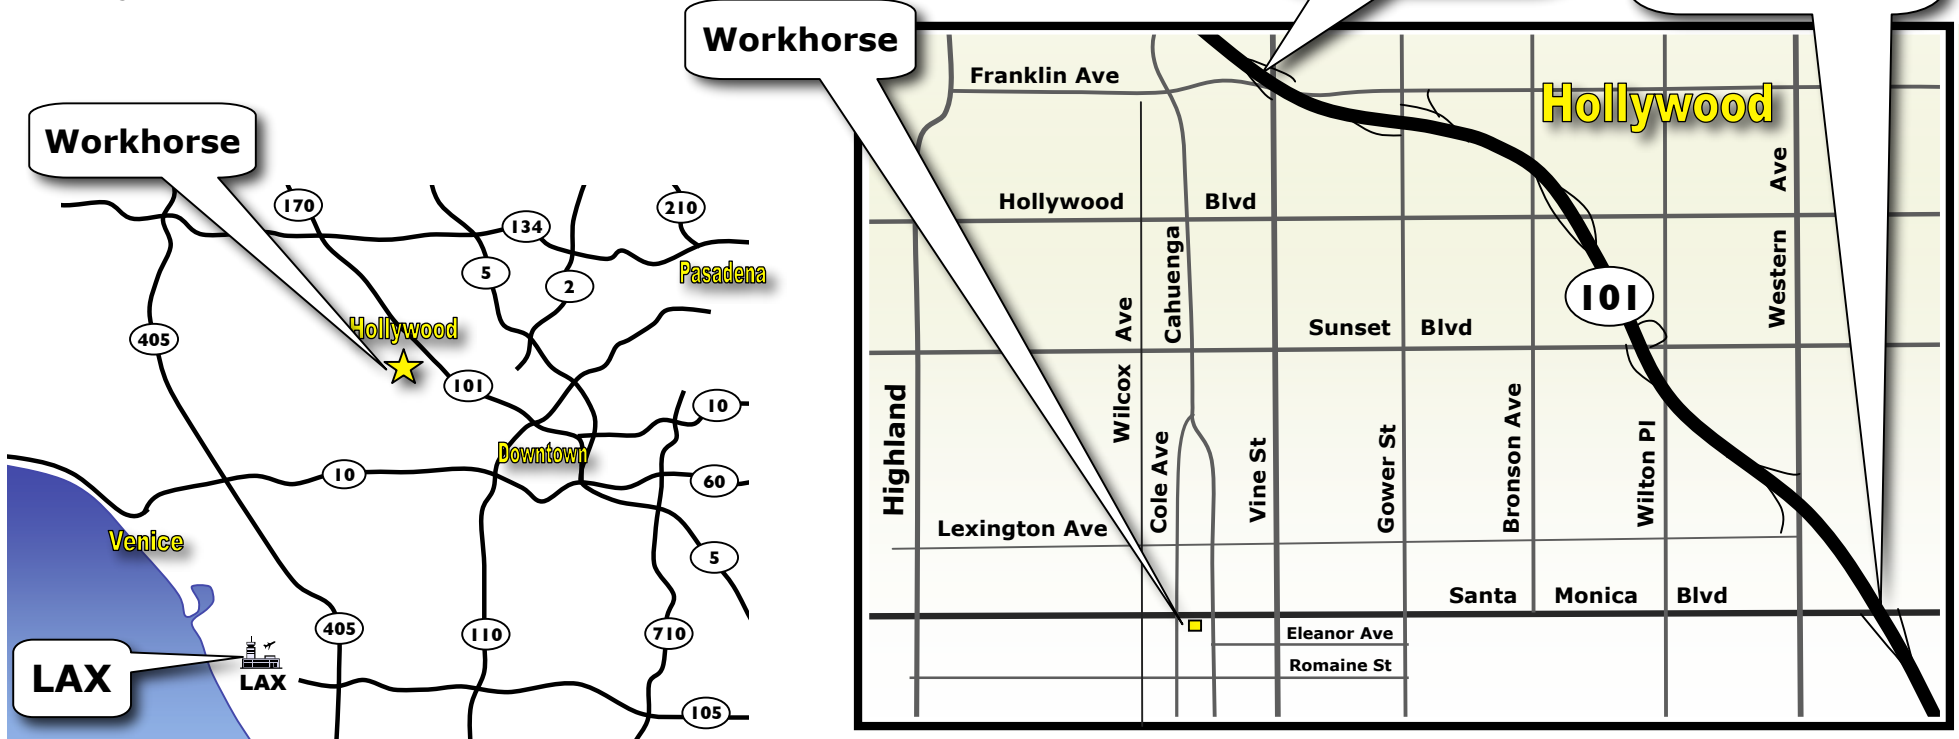 Workhorse
170
134
210
5
2
Pasadena
405
Hollywood
101
10
Downtown
10
60
Venice
5
405
110
710
LAX
LAX
105
Workhorse
Franklin Ave
Hollywood
Hollywood Blvd
Western Ave
Cahuenga
101
Wilcox Ave
Sunset Blvd
Highland
Cole Ave
Vine St
Gower St
Bronson Ave
Wilton Pl
Lexington Ave
Santa Monica Blvd
Eleanor Ave
Romaine St